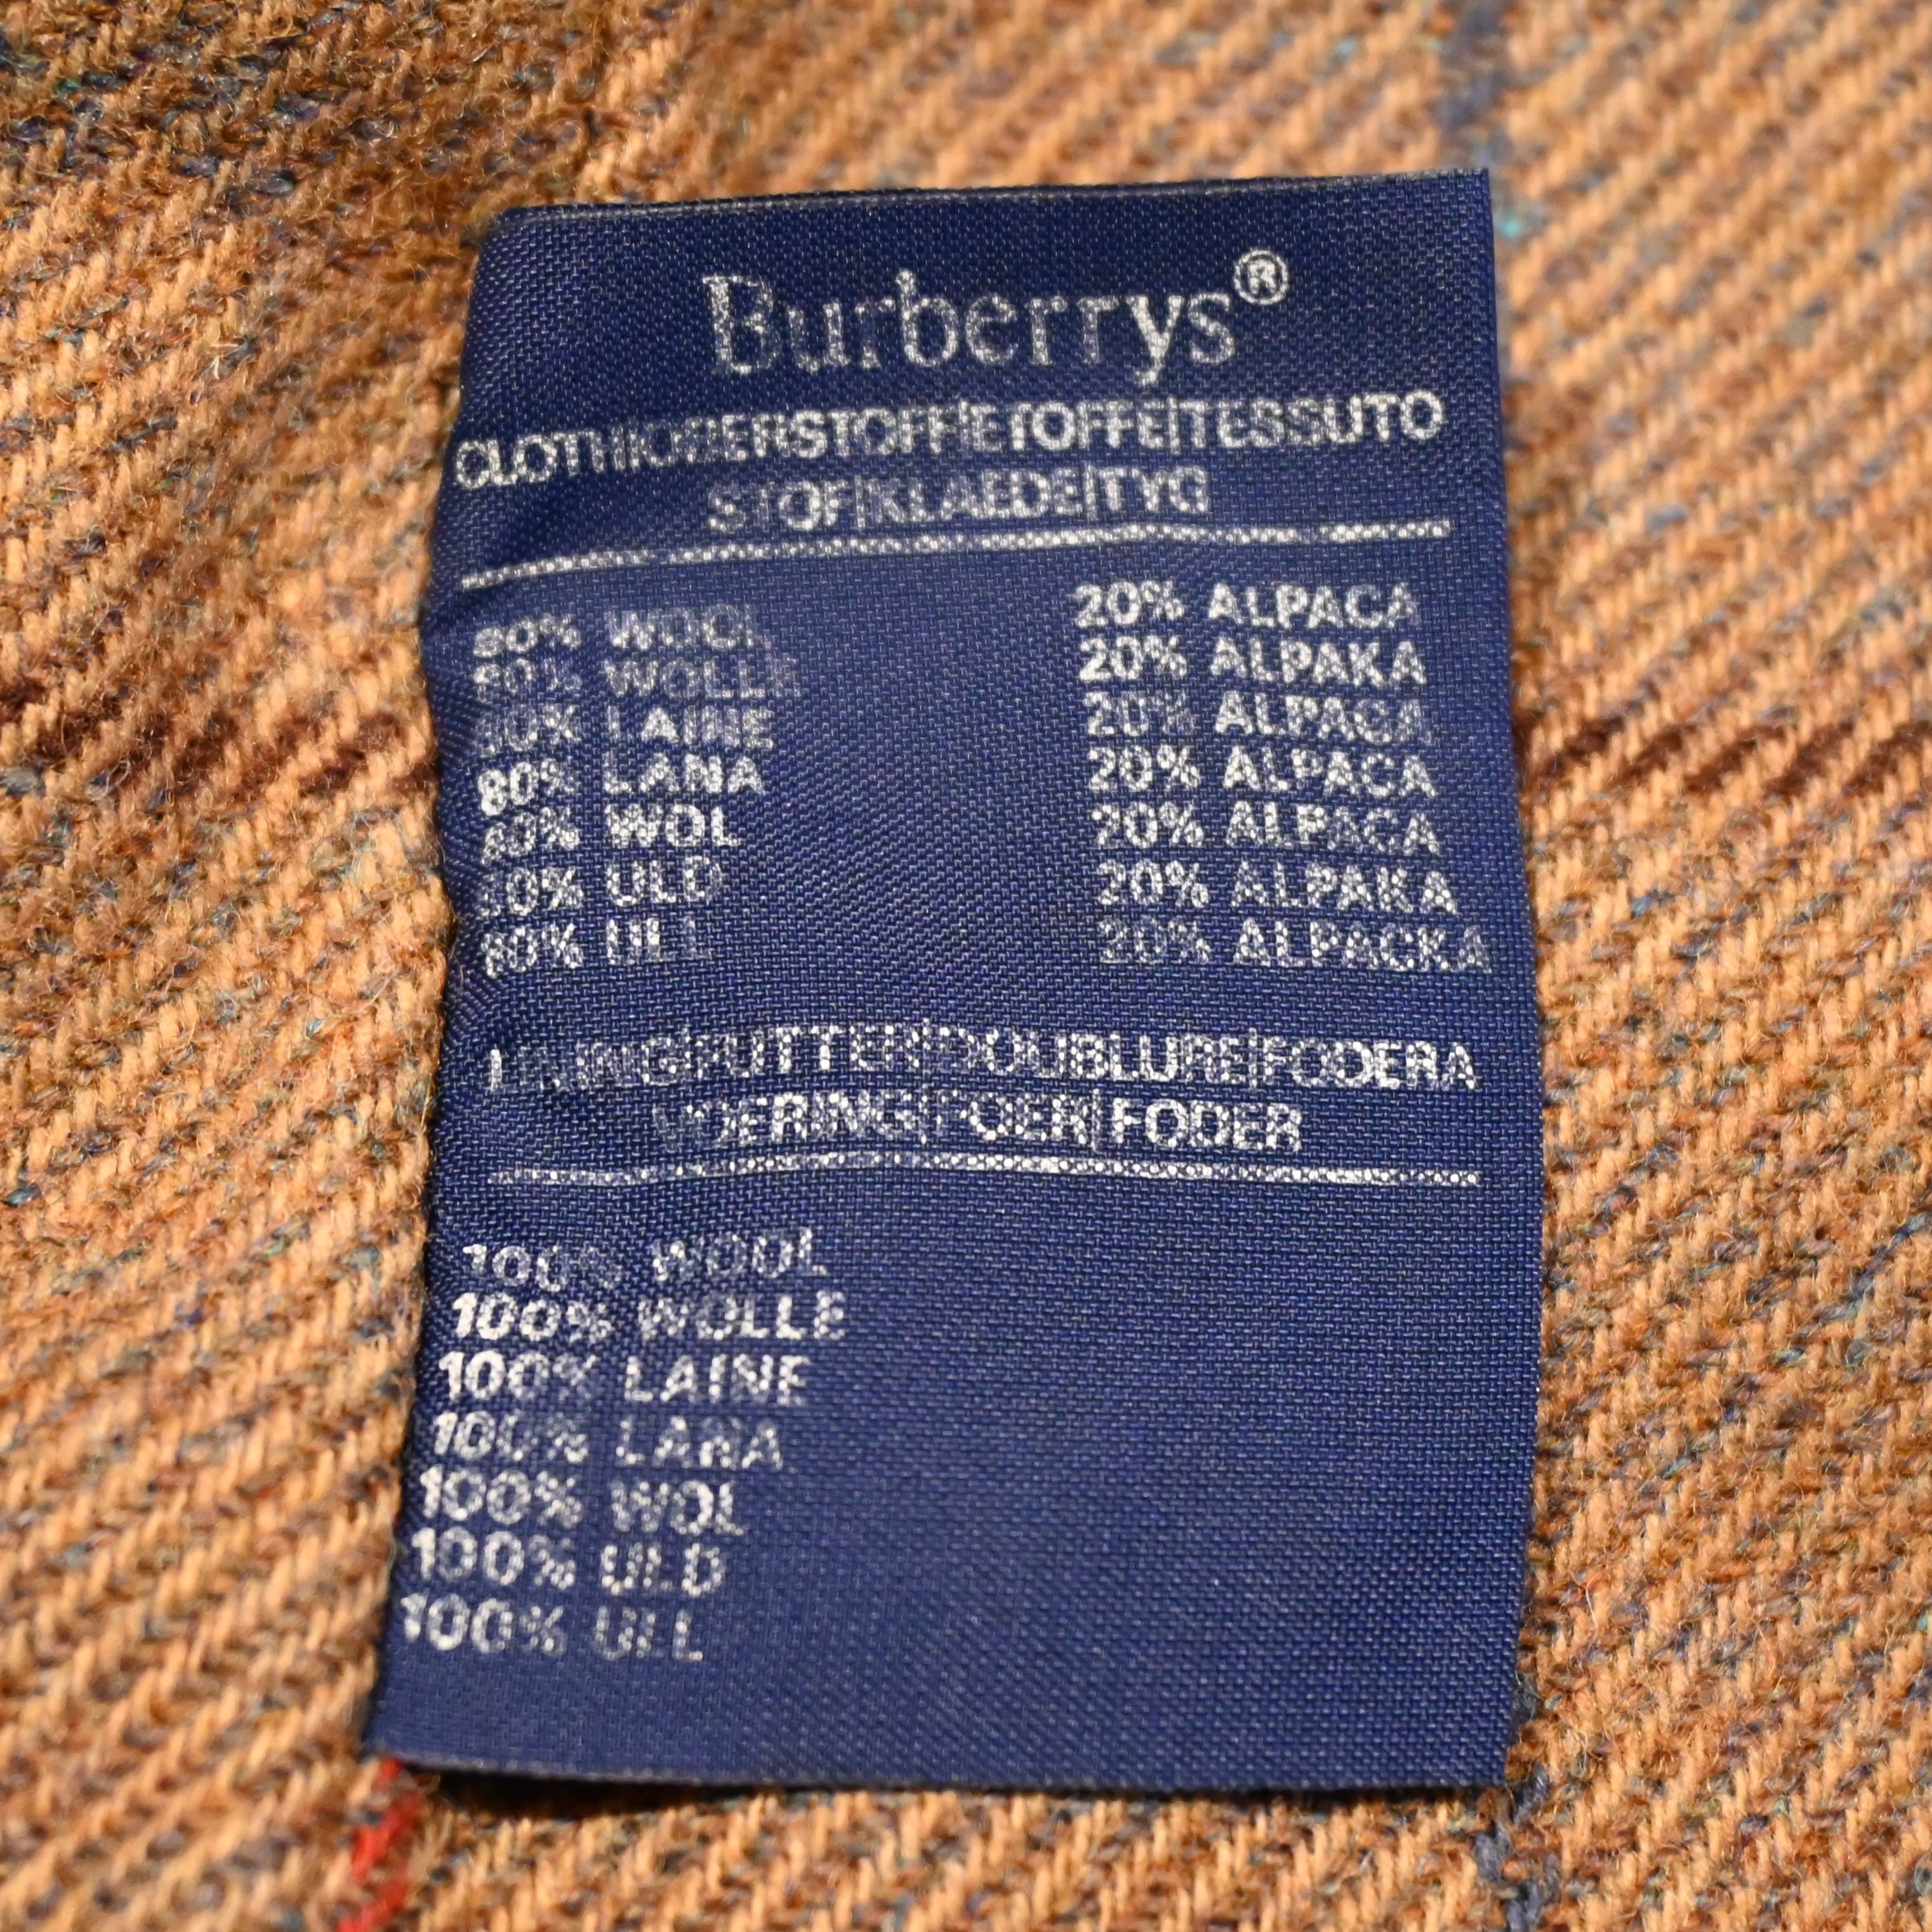 Burberrys®
CLOTH|OBERSTOFF|ETOFFE|TESSUTO
STOF|KLAEDE|TYG
80% WOOL 20% ALPACA
80% WOLLE 20% ALPAKA
80% LAINE 20% ALPAGA
80% LANA 20% ALPACA
80% WOL 20% ALPACA
80% ULD 20% ALPAKA
80% ULL 20% ALPACKA
LINING|FUTTER|DOUBLURE|FODERA
VOERING|FOER|FODER
100% WOOL
100% WOLLE
100% LAINE
100% LANA
100% WOL
100% ULD
100% ULL